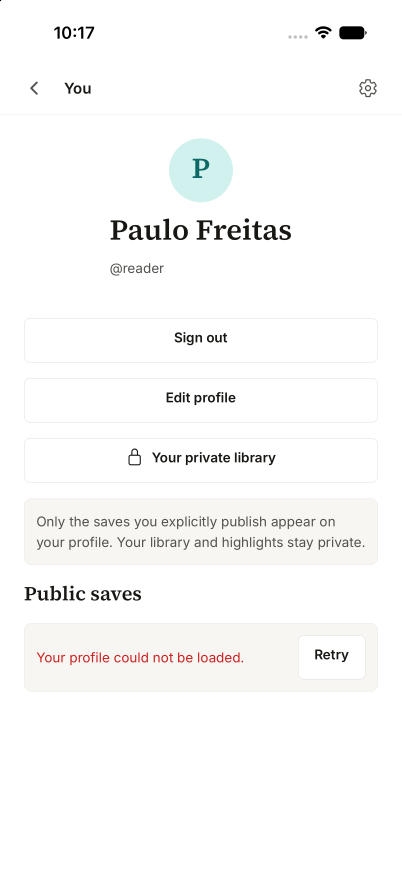 10:17
You
P
Paulo Freitas
@reader
Sign out
Edit profile
Your private library
Only the saves you explicitly publish appear on
your profile. Your library and highlights stay private.
Public saves
Your profile could not be loaded.
Retry